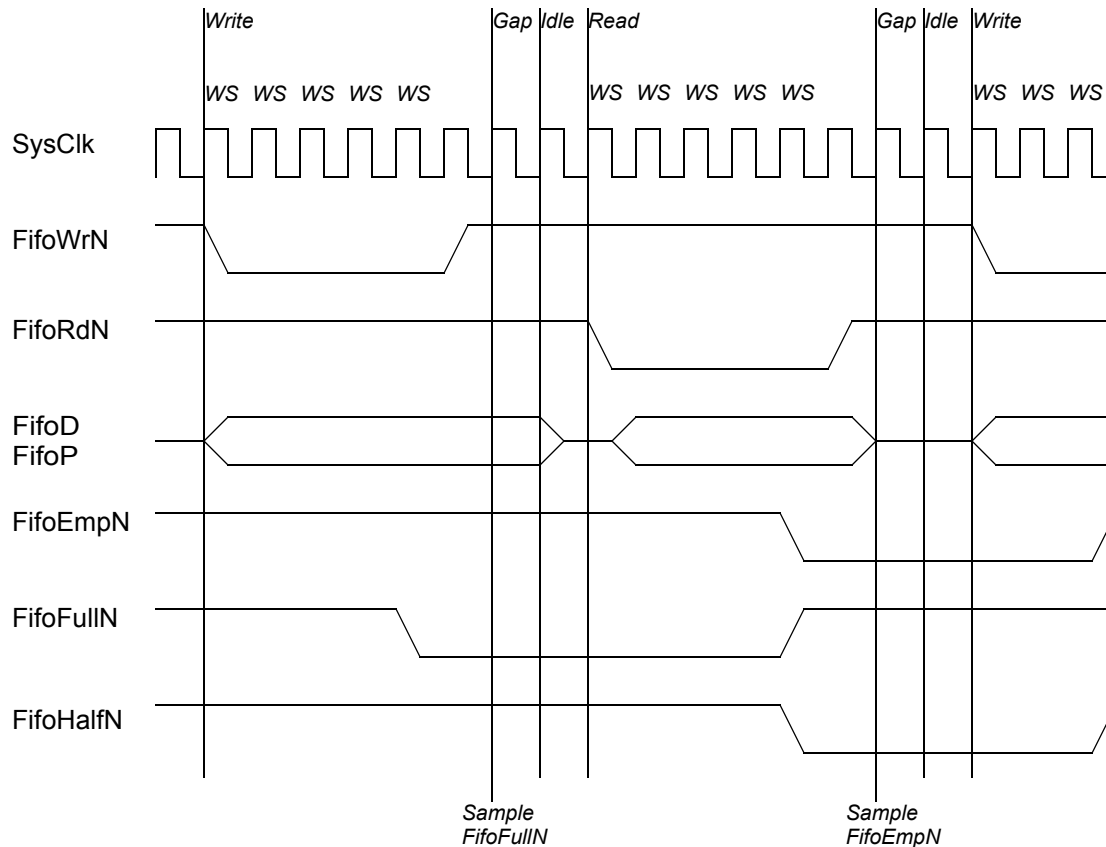 Write Gap Idle Read Gap Idle Write
WS WS WS WS WS WS WS WS WS WS WS WS WS
SysClk
FifoWrN
FifoRdN
FifoD
FifoP
FifoEmpN
FifoFullN
FifoHalfN
Sample Sample
FifoFullN FifoEmpN